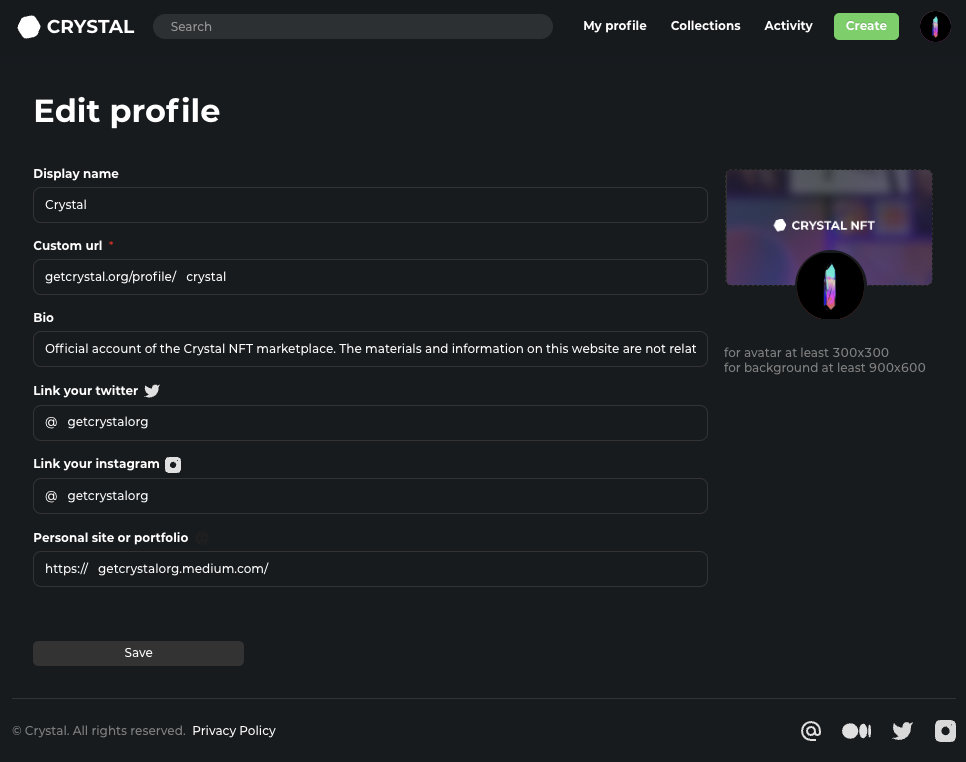 CRYSTAL
Search
My profile
Collections
Activity
Create
Edit profile
Display name
Crystal
Custom url *
getcrystal.org/profile/ crystal
Bio
Official account of the Crystal NFT marketplace. The materials and information on this website are not relat
Link your twitter
@ getcrystalorg
Link your instagram
@ getcrystalorg
Personal site or portfolio
https:// getcrystalorg.medium.com/
CRYSTAL NFT
for avatar at least 300x300
for background at least 900x600
Save
© Crystal. All rights reserved. Privacy Policy